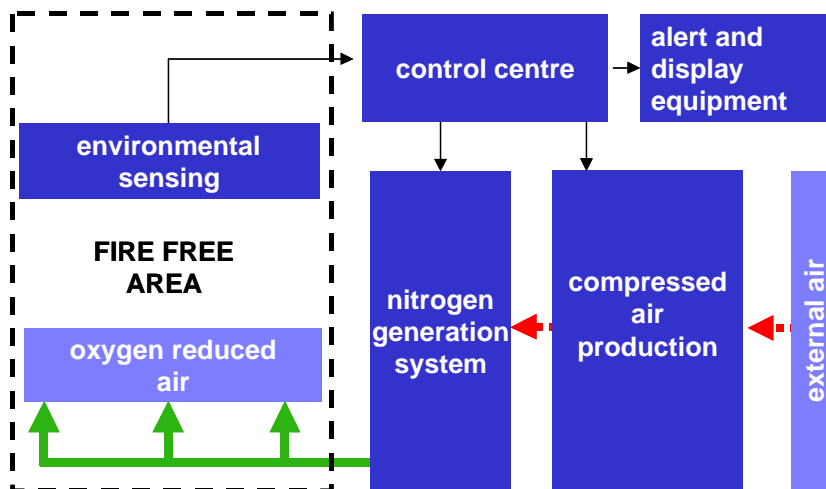 control centre
alert and
display
equipment
environmental
sensing
FIRE FREE
AREA
nitrogen
generation
system
compressed
air
production
external air
oxygen reduced
air